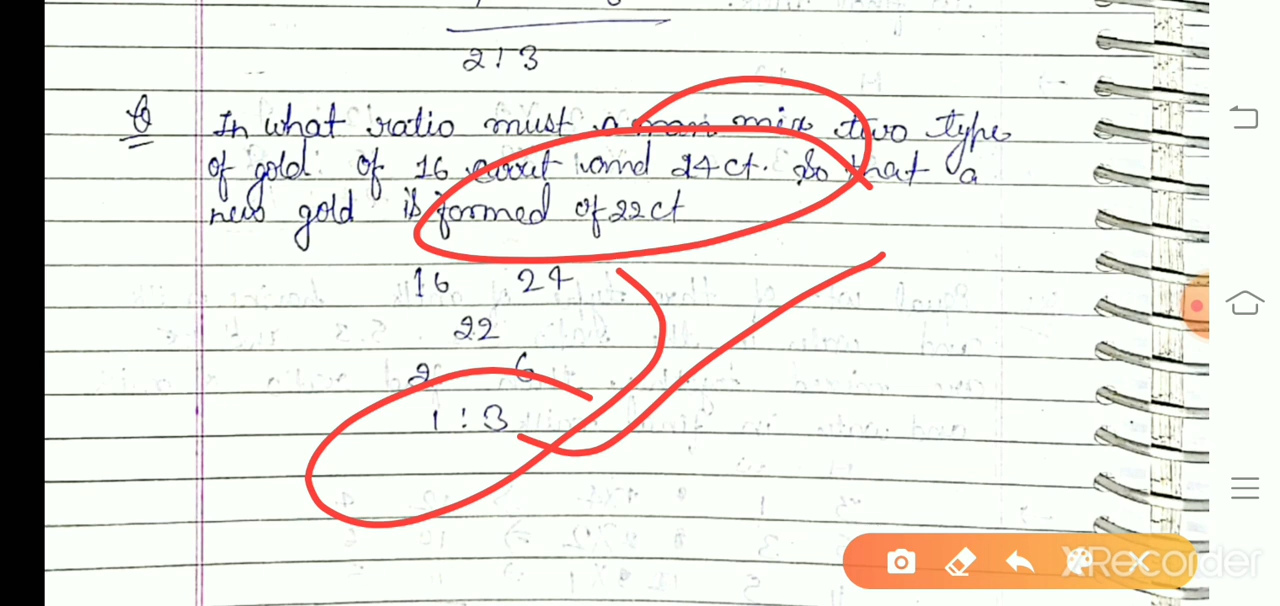 2:3
Q In what ratio must a man mix two type
of gold. of 16 carat and 24 ct. So that a
new gold is formed of 22 ct
16 24
22
2 6
1 : 3
XRecorder